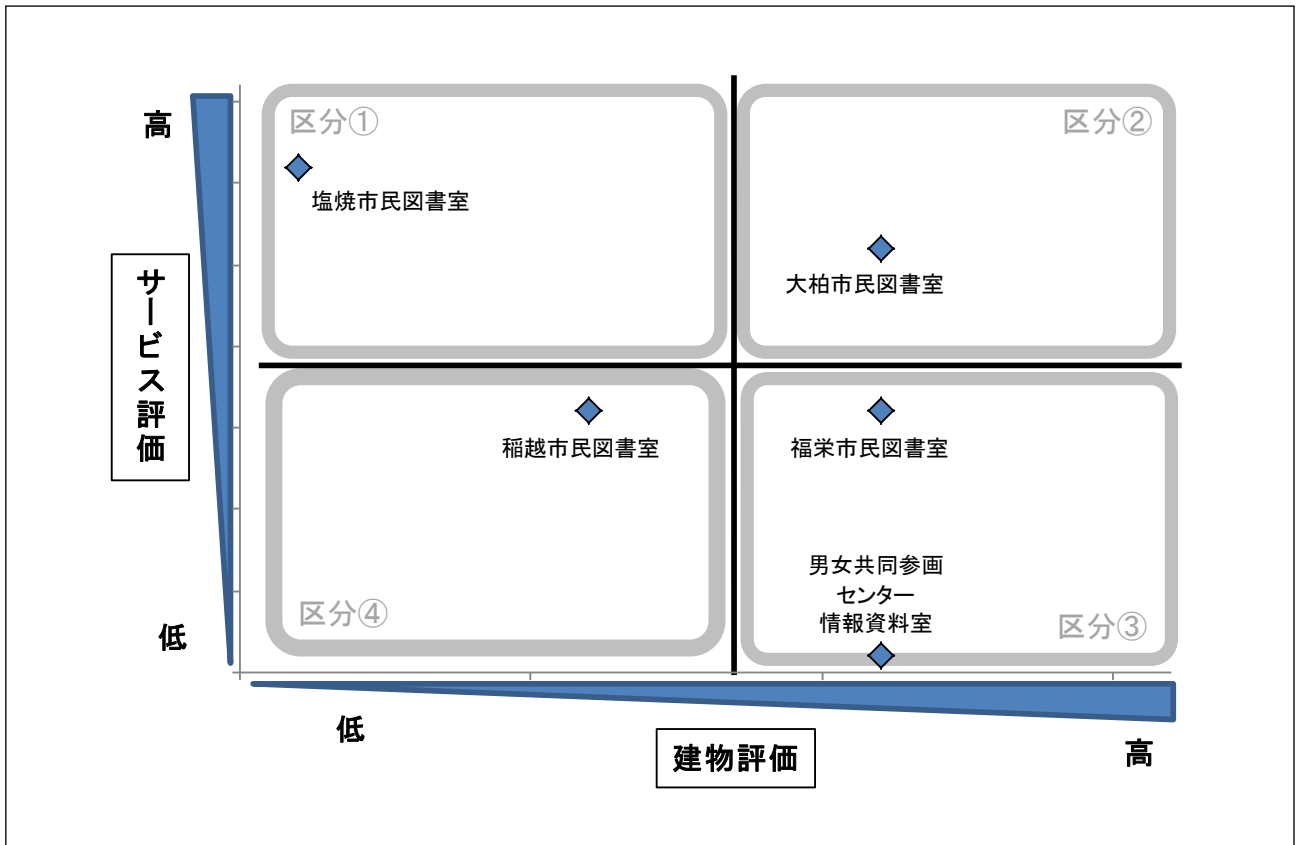 高
区分①
区分②
塩焼市民図書室
大柏市民図書室
サービス評価
稲越市民図書室
福栄市民図書室
男女共同参画
センター
情報資料室
区分④
区分③
低
低
建物評価
高